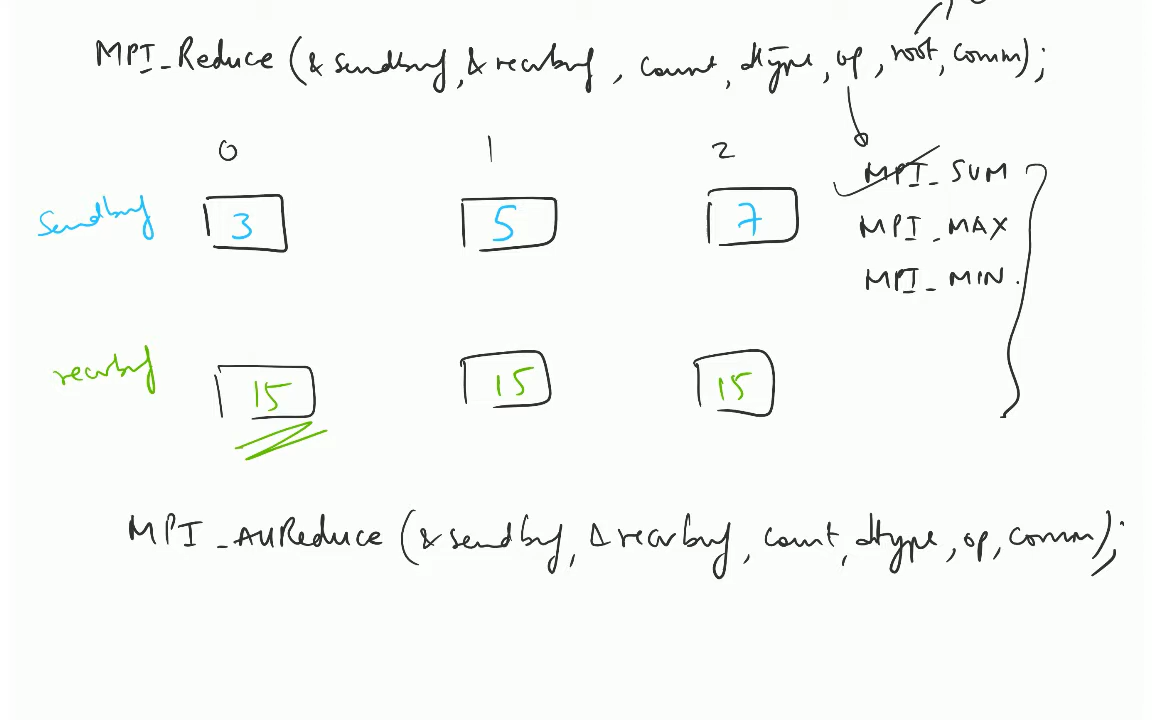 MPI_Reduce (& sendbuf, & recvbuf, count, dtype, op, root, comm);
0 1 2
MPI_SUM
sendbuf 3 5 7
MPI_MAX
MPI_MIN.
recvbuf 15 15 15
MPI_AllReduce (& sendbuf, & recvbuf, count, dtype, op, comm);